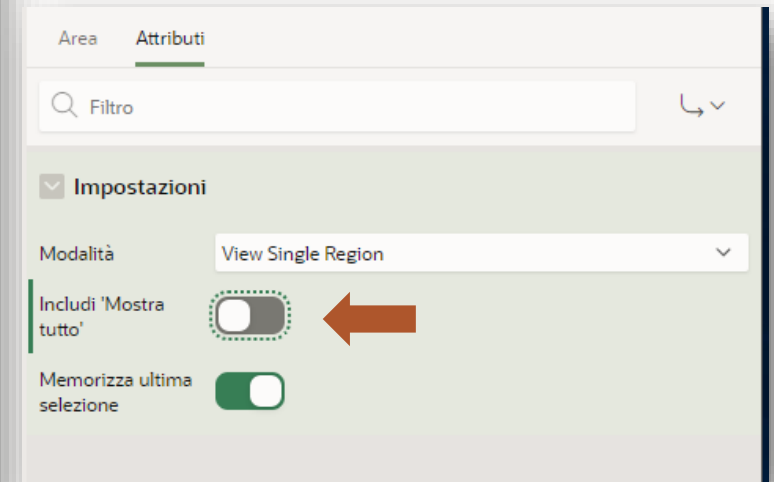 Area Attributi
Filtro
Impostazioni
Modalità View Single Region
Includi 'Mostra
tutto'
Memorizza ultima
selezione